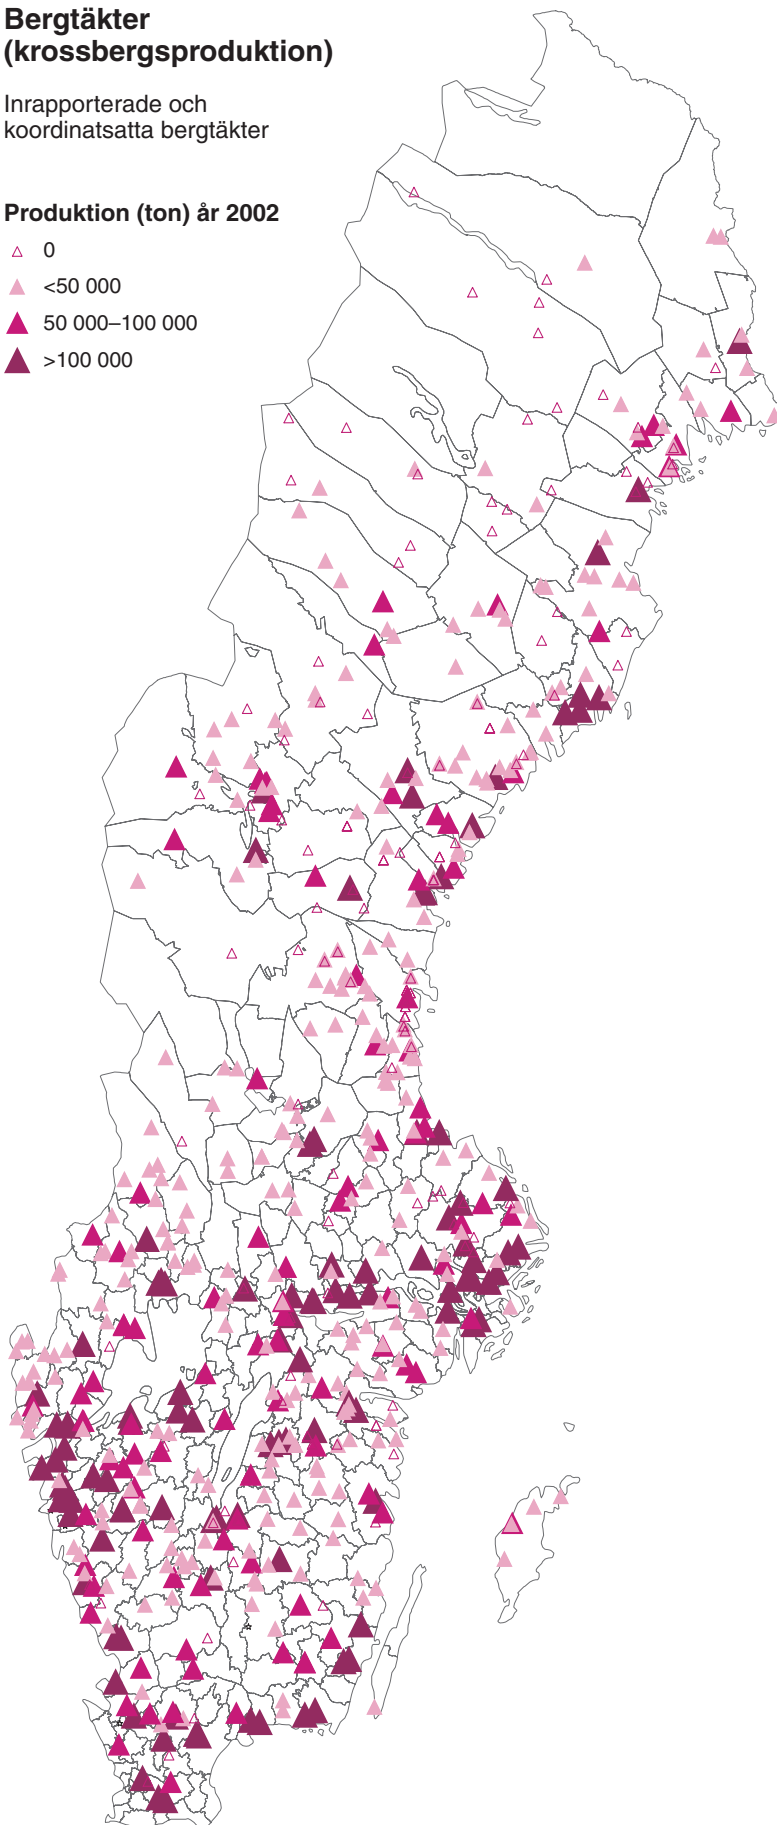 Bergtäkter
(krossbergsproduktion)
Inrapporterade och
koordinatsatta bergtäkter
Produktion (ton) år 2002
0
<50 000
50 000–100 000
>100 000